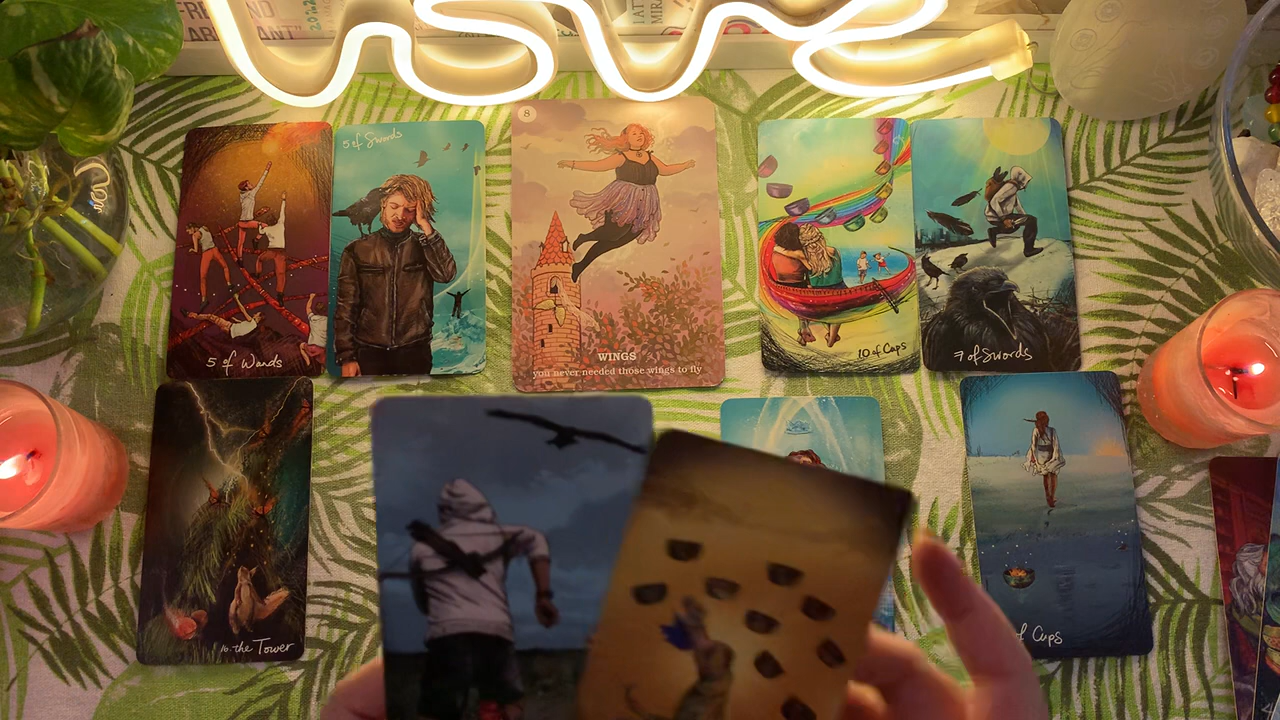 love
5 of Swords
8
5 of Wands
WINGS
you never needed those wings to fly
10 of Cups
7 of Swords
16. the Tower
of Cups